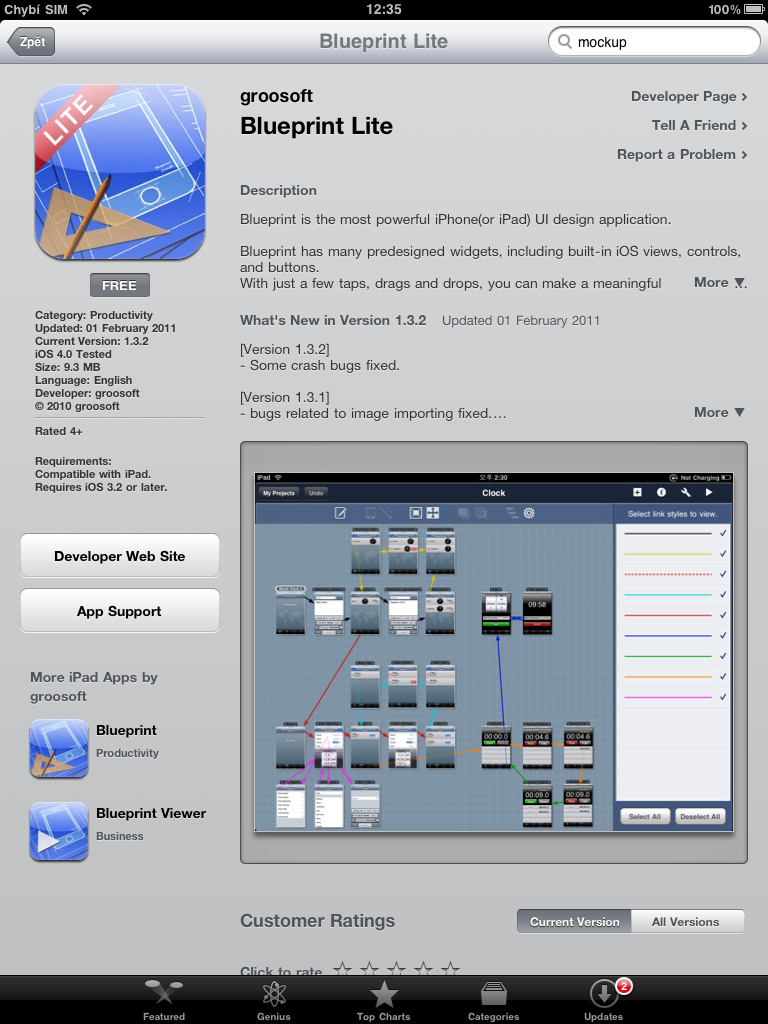 Chybí SIM
12:35
100%
Zpět
Blueprint Lite
mockup
LITE
FREE
Category: Productivity
Updated: 01 February 2011
Current Version: 1.3.2
iOS 4.0 Tested
Size: 9.3 MB
Language: English
Developer: groosoft
© 2010 groosoft
Rated 4+
Requirements:
Compatible with iPad.
Requires iOS 3.2 or later.
Developer Web Site
App Support
More iPad Apps by
groosoft
Blueprint
Productivity
Blueprint Viewer
Business
groosoft
Blueprint Lite
Developer Page ›
Tell A Friend ›
Report a Problem ›
Description
Blueprint is the most powerful iPhone(or iPad) UI design application.
Blueprint has many predesigned widgets, including built-in iOS views, controls,
and buttons.
With just a few taps, drags and drops, you can make a meaningful
More ▼
What's New in Version 1.3.2 Updated 01 February 2011
[Version 1.3.2]
- Some crash bugs fixed.
[Version 1.3.1]
- bugs related to image importing fixed....
More ▼
iPad
오후 2:30
Not Charging
My Projects
Undo
Clock
Select link styles to view.
09:58
00:00.0
00:04.6
00:04.6
00:09.0
00:09.0
Select All
Deselect All
Customer Ratings
Current Version
All Versions
Click to rate
Featured
Genius
Top Charts
Categories
2
Updates